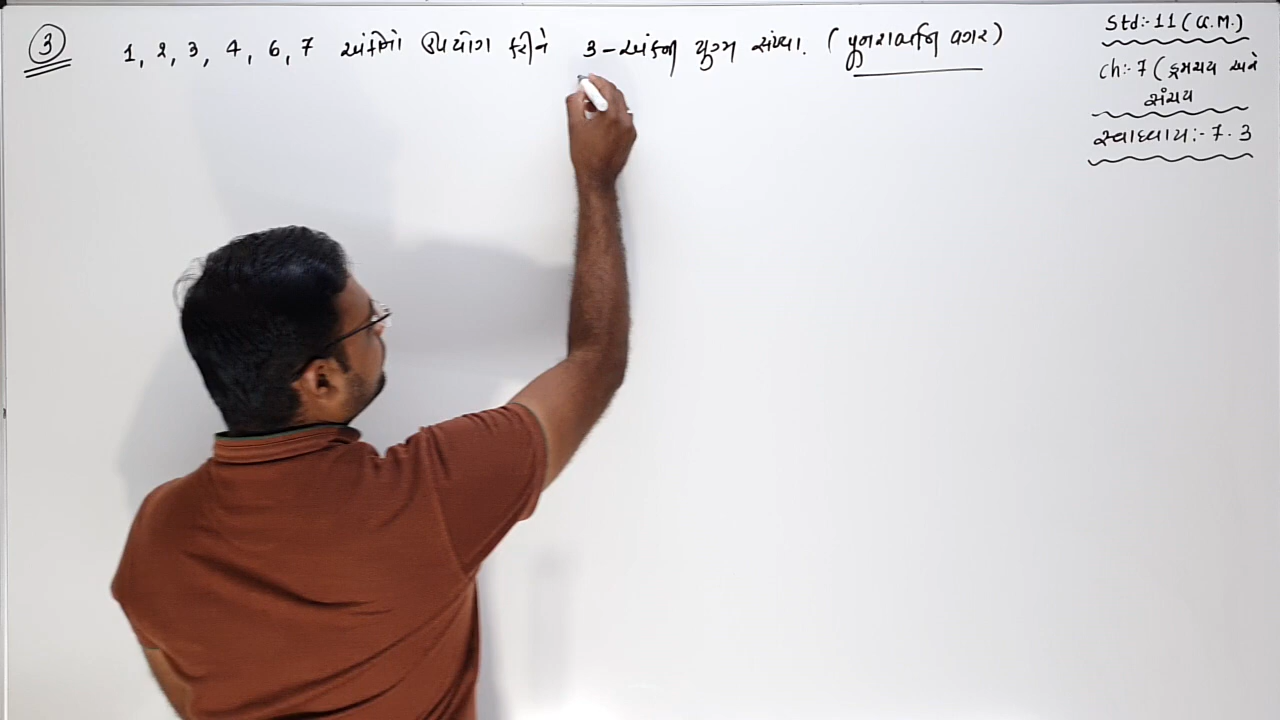 3 1, 2, 3, 4, 6, 7 અંકોનો ઉપયોગ કરીને 3-અંકની યુગ્મ સંખ્યા. (પુનરાવર્તન વગર)
Std:- 11 (G.M.)
Ch:- 7 (ક્રમચય અને
સંચય
સ્વાધ્યાય:- 7.3